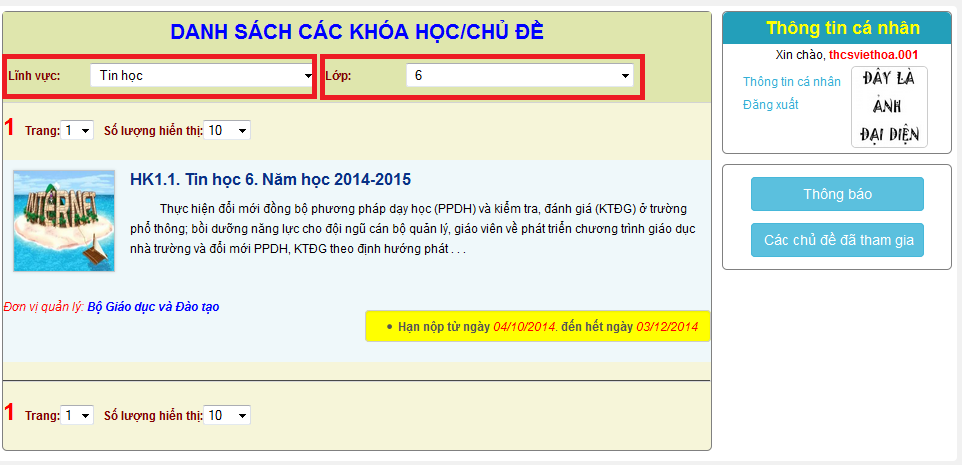 DANH SÁCH CÁC KHÓA HỌC/CHỦ ĐỀ
Lĩnh vực: Tin học Lớp: 6
1 Trang: 1 Số lượng hiển thị: 10
INTERNET
HK1.1. Tin học 6. Năm học 2014-2015
Thực hiện đổi mới đồng bộ phương pháp dạy học (PPDH) và kiểm tra, đánh giá (KTĐG) ở trường
phổ thông; bồi dưỡng năng lực cho đội ngũ cán bộ quản lý, giáo viên về phát triển chương trình giáo dục
nhà trường và đổi mới PPDH, KTĐG theo định hướng phát . . .
Đơn vị quản lý: Bộ Giáo dục và Đào tạo
• Hạn nộp từ ngày 04/10/2014. đến hết ngày 03/12/2014
1 Trang: 1 Số lượng hiển thị: 10
Thông tin cá nhân
Xin chào, thcsviethoa.001
Thông tin cá nhân
Đăng xuất
ĐÂY LÀ
ẢNH
ĐẠI DIỆN
Thông báo
Các chủ đề đã tham gia